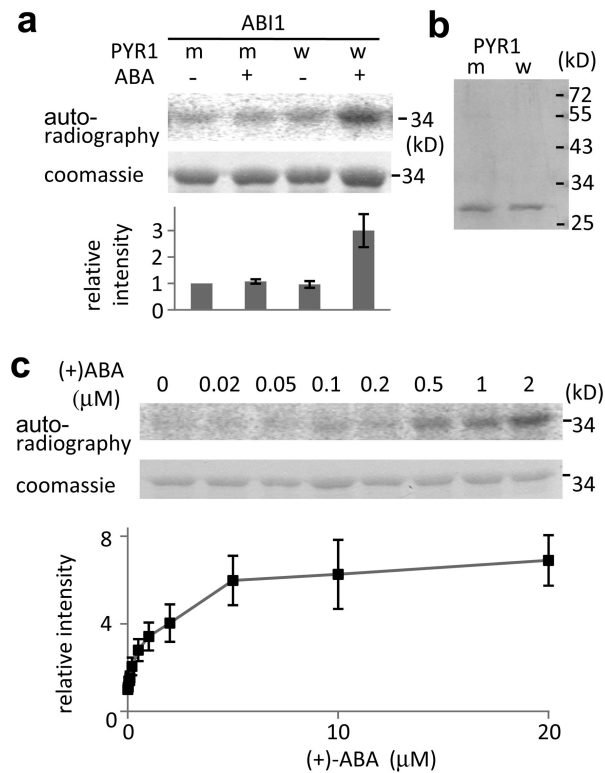 a
ABI1
PYR1 m m w w
ABA - + - +
auto-
radiography
34
(kD)
coomassie
34
relative
intensity
3
2
1
0
b
PYR1
m w
(kD)
72
55
43
34
25
c
(+)ABA
(μM)
0 0.02 0.05 0.1 0.2 0.5 1 2
(kD)
auto-
radiography
34
coomassie
34
relative intensity
8
4
0
0 10 20
(+)-ABA (μM)